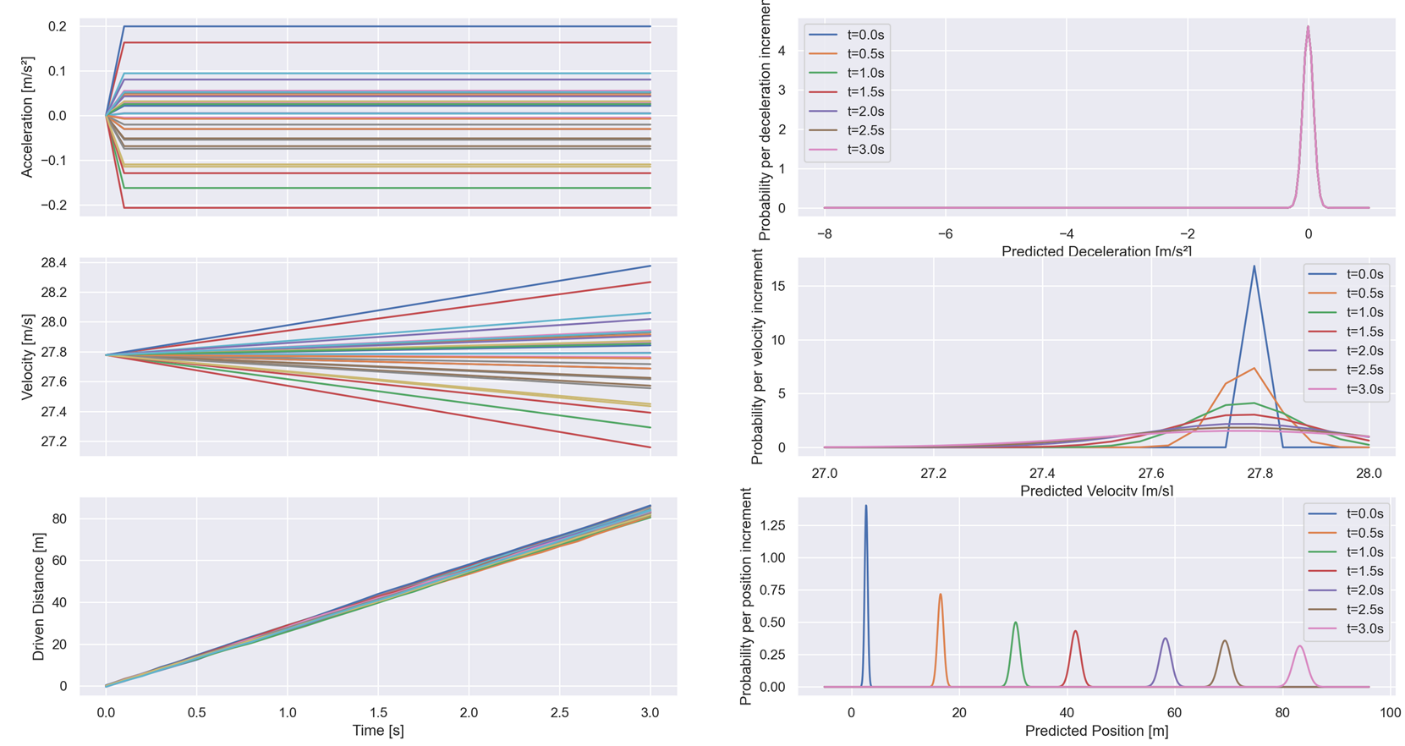 0.2
0.1
0.0
−0.1
−0.2
Acceleration [m/s²]
28.4
28.2
28.0
27.8
27.6
27.4
27.2
Velocity [m/s]
80
60
40
20
0
Driven Distance [m]
0.0 0.5 1.0 1.5 2.0 2.5 3.0
Time [s]
Probability per deceleration increment
4
3
2
1
0
t=0.0s
t=0.5s
t=1.0s
t=1.5s
t=2.0s
t=2.5s
t=3.0s
−8 −6 −4 −2 0
Predicted Deceleration [m/s²]
Probability per velocity increment
15
10
5
0
t=0.0s
t=0.5s
t=1.0s
t=1.5s
t=2.0s
t=2.5s
t=3.0s
27.0 27.2 27.4 27.6 27.8 28.0
Predicted Velocity [m/s]
Probability per position increment
1.25
1.00
0.75
0.50
0.25
0.00
t=0.0s
t=0.5s
t=1.0s
t=1.5s
t=2.0s
t=2.5s
t=3.0s
0 20 40 60 80 100
Predicted Position [m]